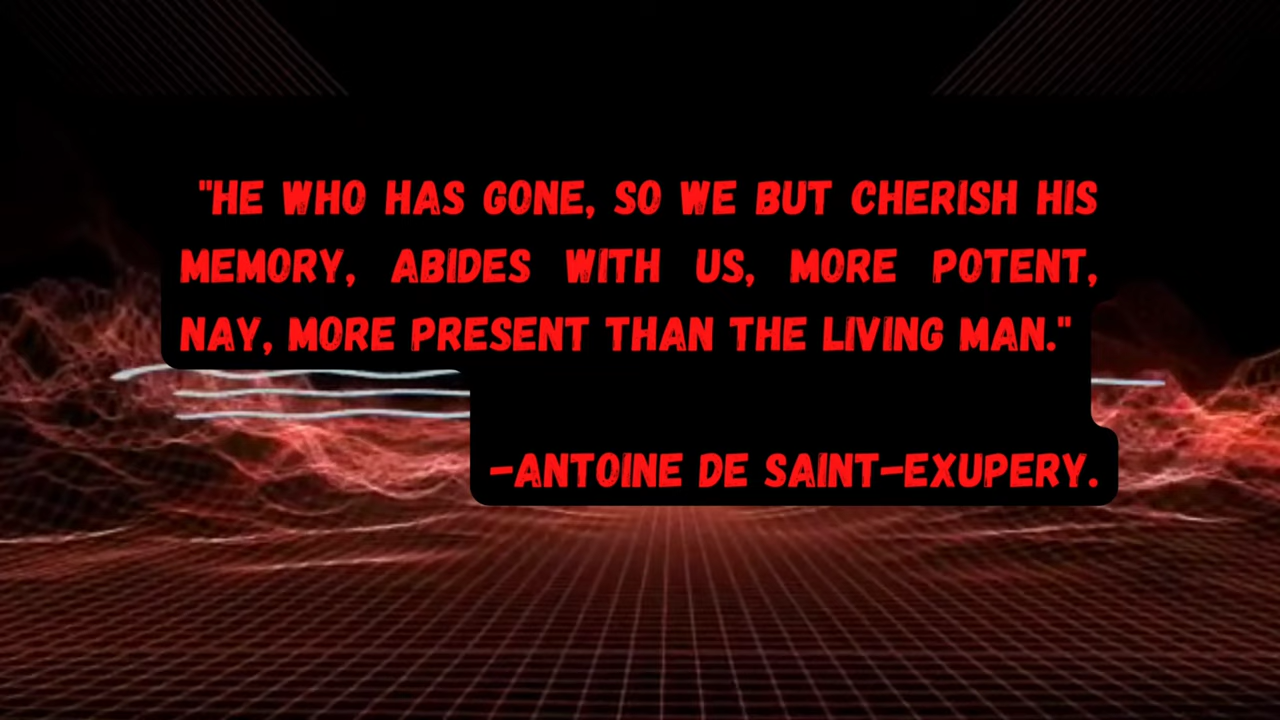 "HE WHO HAS GONE, SO WE BUT CHERISH HIS
MEMORY, ABIDES WITH US, MORE POTENT,
NAY, MORE PRESENT THAN THE LIVING MAN."
-ANTOINE DE SAINT-EXUPERY.